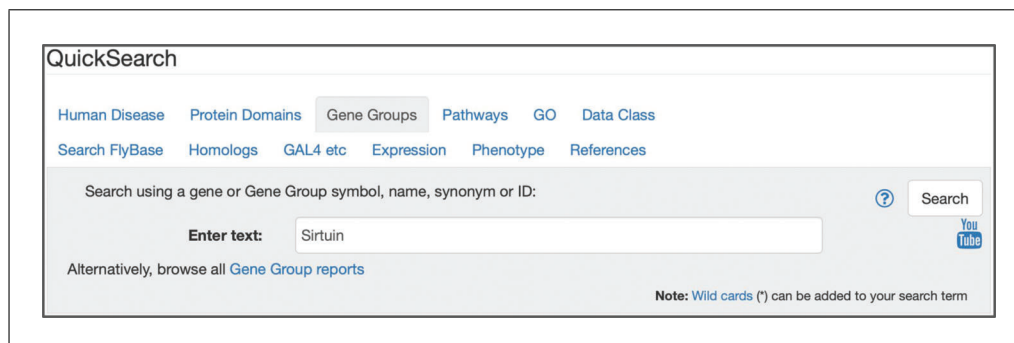 QuickSearch
Human Disease Protein Domains Gene Groups Pathways GO Data Class
Search FlyBase Homologs GAL4 etc Expression Phenotype References
Search using a gene or Gene Group symbol, name, synonym or ID:
? Search
Enter text: Sirtuin
You
Tube
Alternatively, browse all Gene Group reports
Note: Wild cards (*) can be added to your search term